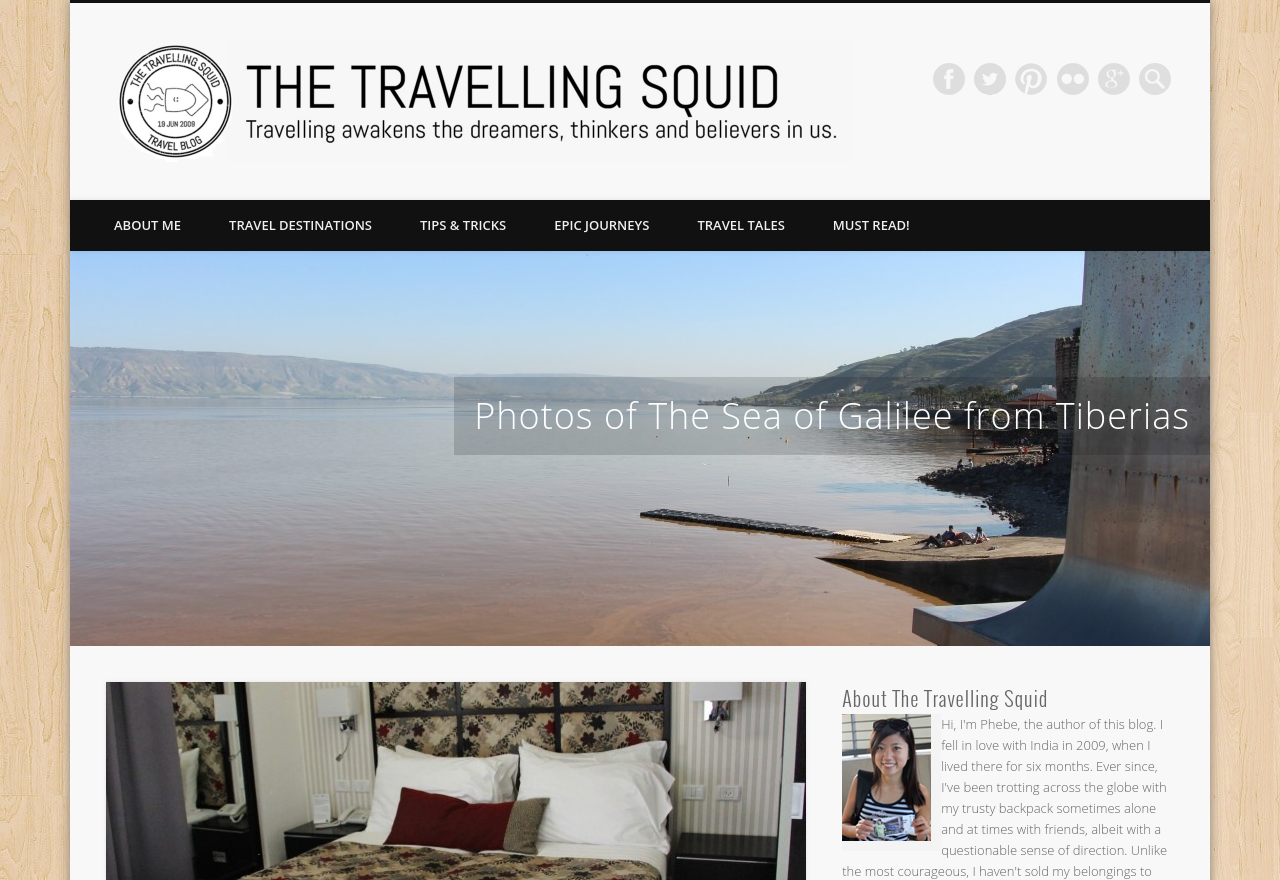 THE TRAVELLING SQUID
19 JUN 2009
TRAVEL BLOG
THE TRAVELLING SQUID
Travelling awakens the dreamers, thinkers and believers in us.
ABOUT ME
TRAVEL DESTINATIONS
TIPS & TRICKS
EPIC JOURNEYS
TRAVEL TALES
MUST READ!
Photos of The Sea of Galilee from Tiberias
About The Travelling Squid
Hi, I'm Phebe, the author of this blog. I
fell in love with India in 2009, when I
lived there for six months. Ever since,
I've been trotting across the globe with
my trusty backpack sometimes alone
and at times with friends, albeit with a
questionable sense of direction. Unlike
the most courageous, I haven't sold my belongings to